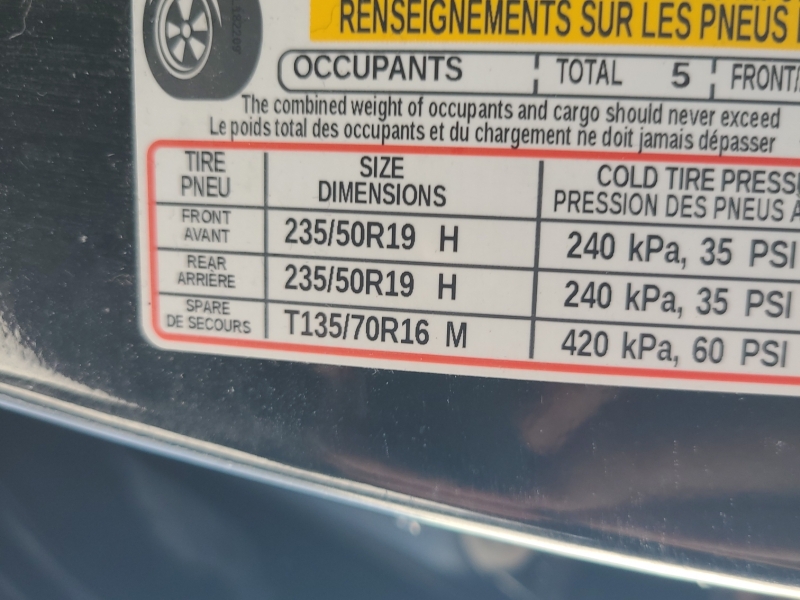 RENSEIGNEMENTS SUR LES PNEUS
OCCUPANTS TOTAL 5
The combined weight of occupants and cargo should never exceed
Le poids total des occupants et du chargement ne doit jamais dépasser
TIRE
PNEU
SIZE
DIMENSIONS
COLD TIRE
PRESSION DES PNEUS
FRONT
AVANT
235/50R19 H
240 kPa, 35 PSI
REAR
ARRIÈRE
235/50R19 H
240 kPa, 35 PSI
SPARE
DE SECOURS
T135/70R16 M
420 kPa, 60 PSI